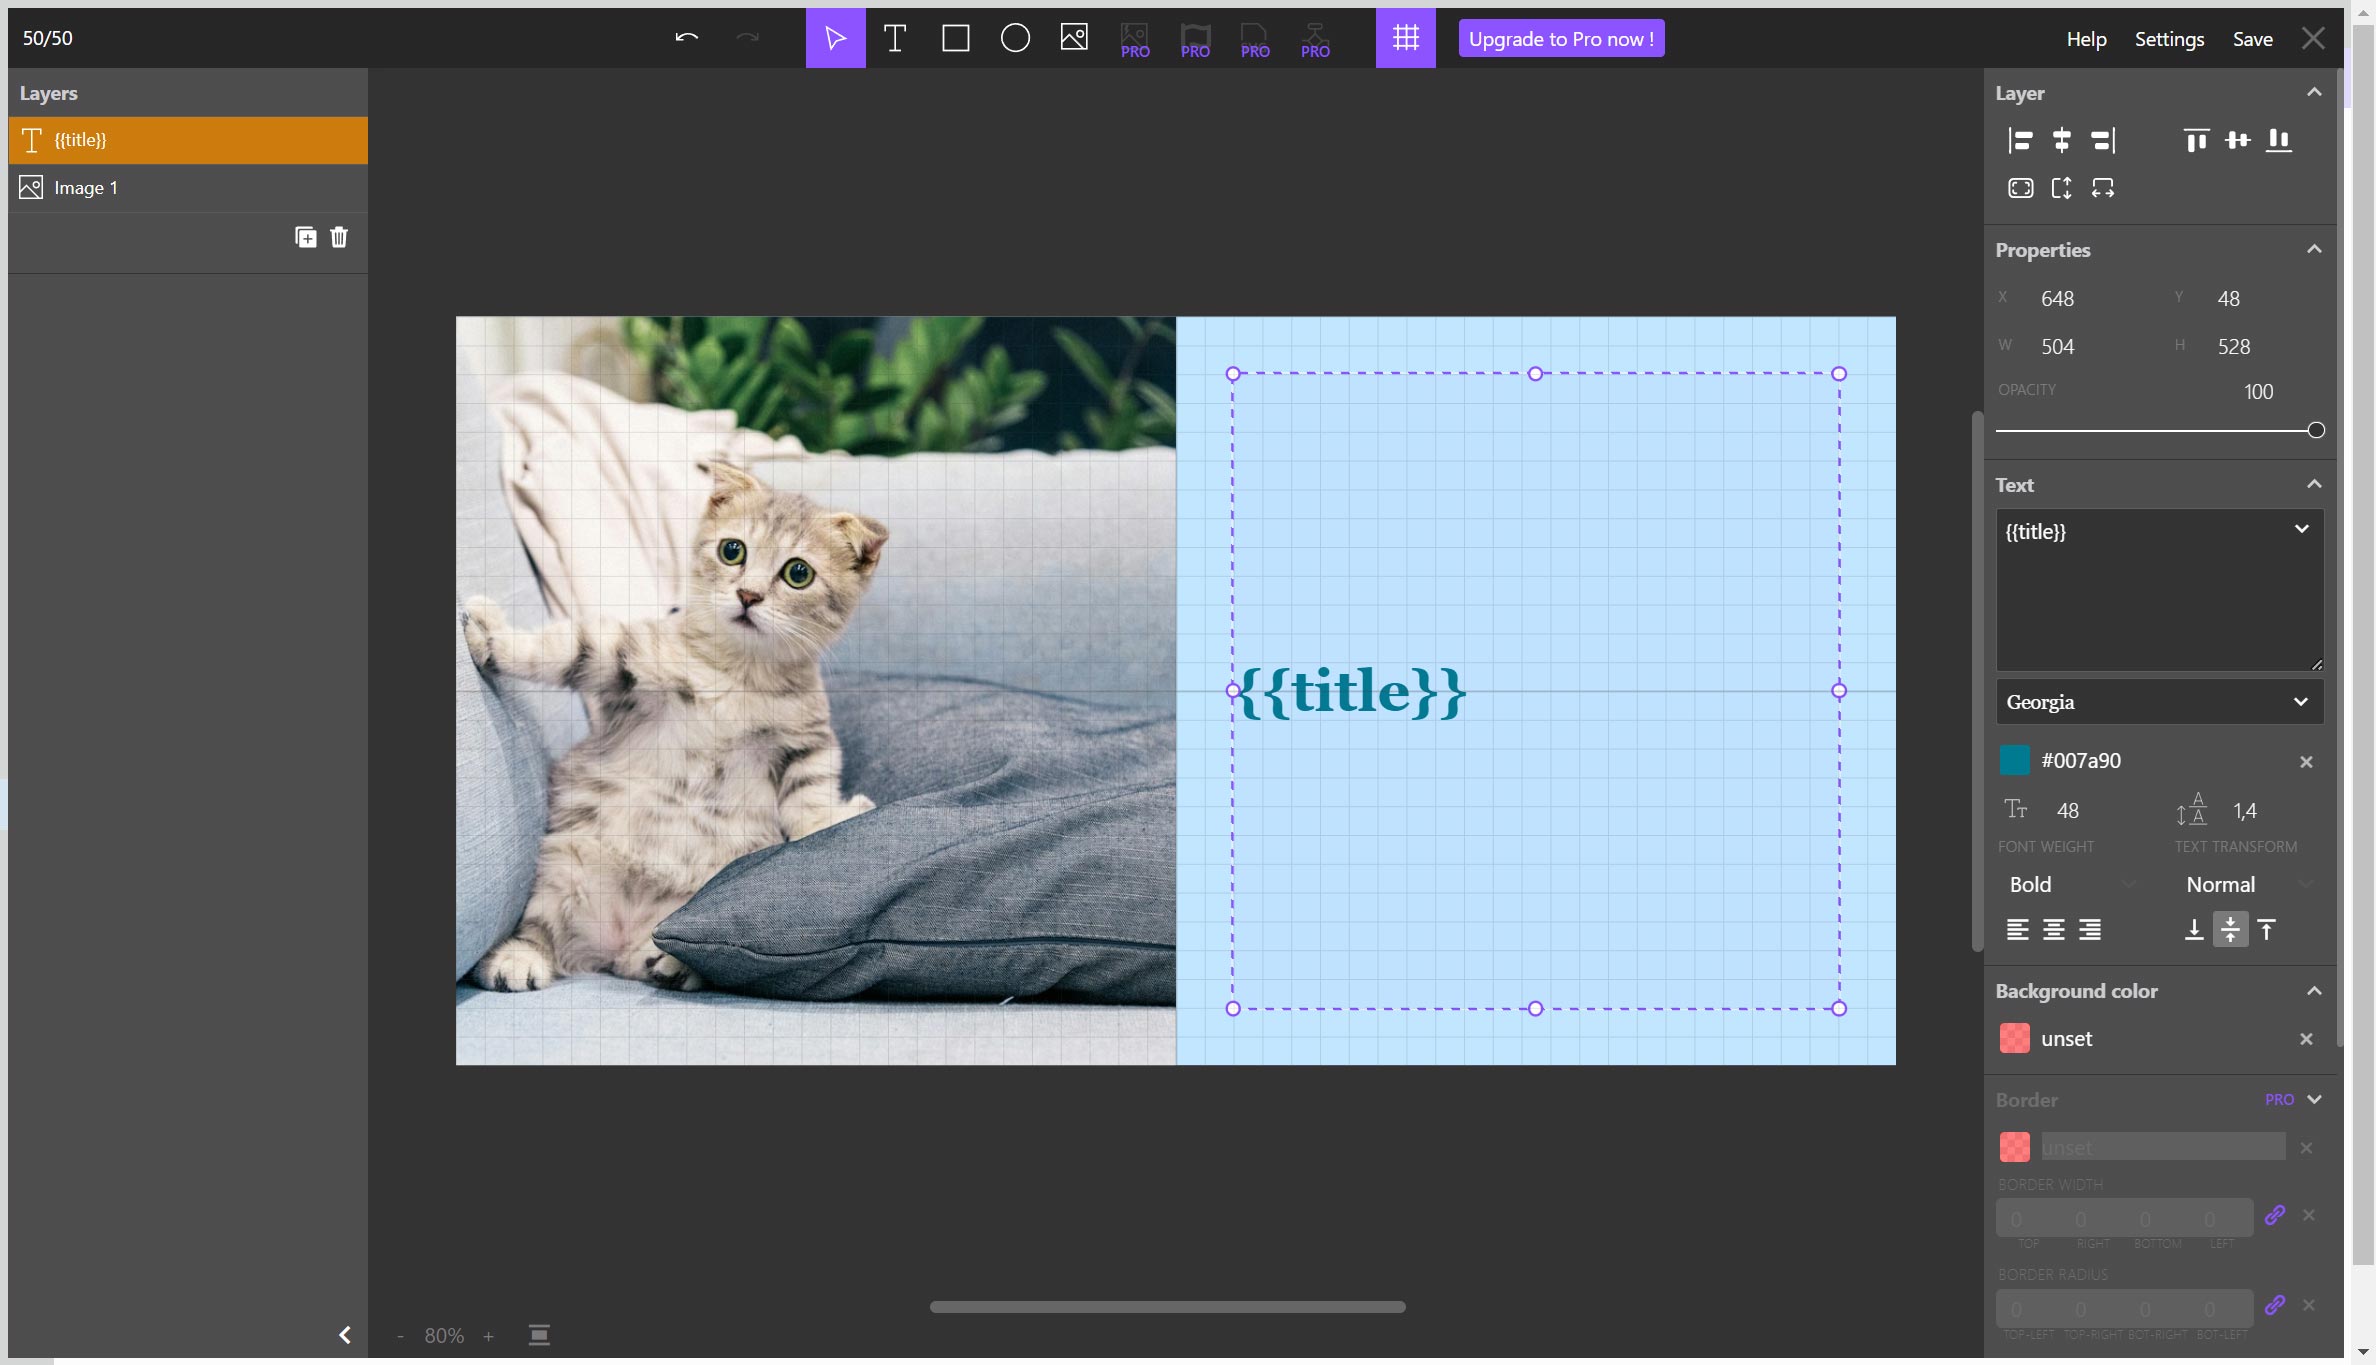 50/50
PRO
PRO
PRO
PRO
Upgrade to Pro now !
Help
Settings
Save
Layers
{{title}}
Image 1
{{title}}
- 80% +
Layer
Properties
X 648 Y 48
W 504 H 528
OPACITY 100
Text
{{title}}
Georgia
#007a90
48 1,4
FONT WEIGHT TEXT TRANSFORM
Bold Normal
Background color
unset
Border PRO
unset
BORDER WIDTH
0 0 0 0
TOP RIGHT BOTTOM LEFT
BORDER RADIUS
0 0 0 0
TOP-LEFT TOP-RIGHT BOT-RIGHT BOT-LEFT